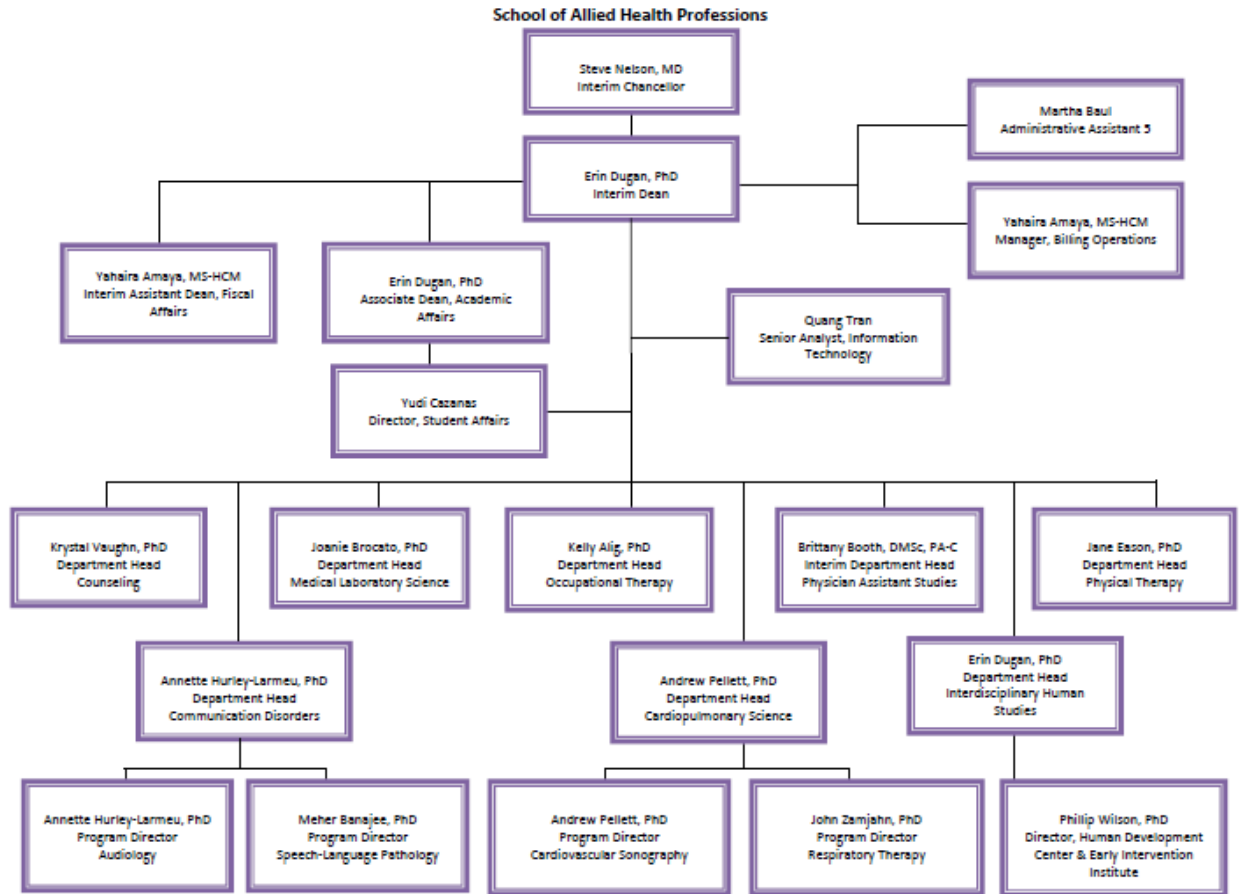 School of Allied Health Professions
Steve Nelson, MD
Interim Chancellor
Martha Baul
Administrative Assistant 5
Erin Dugan, PhD
Interim Dean
Yahaira Amaya, MS-HCM
Manager, Billing Operations
Yahaira Amaya, MS-HCM
Interim Assistant Dean, Fiscal
Affairs
Erin Dugan, PhD
Associate Dean, Academic
Affairs
Quang Tran
Senior Analyst, Information
Technology
Yudi Cazanas
Director, Student Affairs
Krystal Vaughn, PhD
Department Head
Counseling
Joanie Brocato, PhD
Department Head
Medical Laboratory Science
Kelly Alig, PhD
Department Head
Occupational Therapy
Brittany Booth, DMSc, PA-C
Interim Department Head
Physician Assistant Studies
Jane Eason, PhD
Department Head
Physical Therapy
Annette Hurley-Larmeu, PhD
Department Head
Communication Disorders
Andrew Pellett, PhD
Department Head
Cardiopulmonary Science
Erin Dugan, PhD
Department Head
Interdisciplinary Human
Studies
Annette Hurley-Larmeu, PhD
Program Director
Audiology
Meher Banajee, PhD
Program Director
Speech-Language Pathology
Andrew Pellett, PhD
Program Director
Cardiovascular Sonography
John Zamjahn, PhD
Program Director
Respiratory Therapy
Phillip Wilson, PhD
Director, Human Development
Center & Early Intervention
Institute